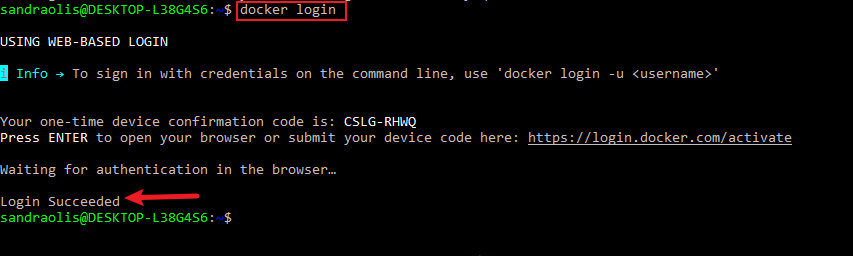 sandraolis@DESKTOP-L38G4S6:~$ docker login
USING WEB-BASED LOGIN
i Info → To sign in with credentials on the command line, use 'docker login -u <username>'
Your one-time device confirmation code is: CSLG-RHWQ
Press ENTER to open your browser or submit your device code here: https://login.docker.com/activate
Waiting for authentication in the browser…
Login Succeeded
sandraolis@DESKTOP-L38G4S6:~$